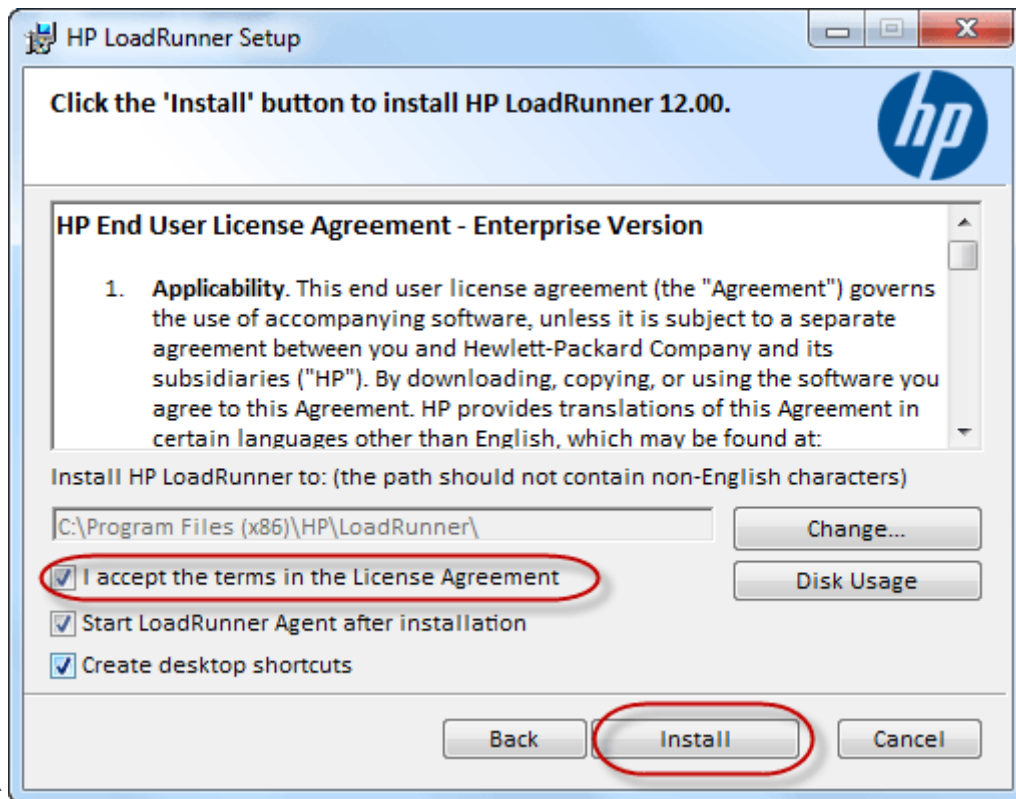 HP LoadRunner Setup
Click the 'Install' button to install HP LoadRunner 12.00.
hp
HP End User License Agreement - Enterprise Version
1. Applicability. This end user license agreement (the "Agreement") governs
the use of accompanying software, unless it is subject to a separate
agreement between you and Hewlett-Packard Company and its
subsidiaries ("HP"). By downloading, copying, or using the software you
agree to this Agreement. HP provides translations of this Agreement in
certain languages other than English, which may be found at:
Install HP LoadRunner to: (the path should not contain non-English characters)
C:\Program Files (x86)\HP\LoadRunner\
Change...
I accept the terms in the License Agreement
Disk Usage
Start LoadRunner Agent after installation
Create desktop shortcuts
Back
Install
Cancel